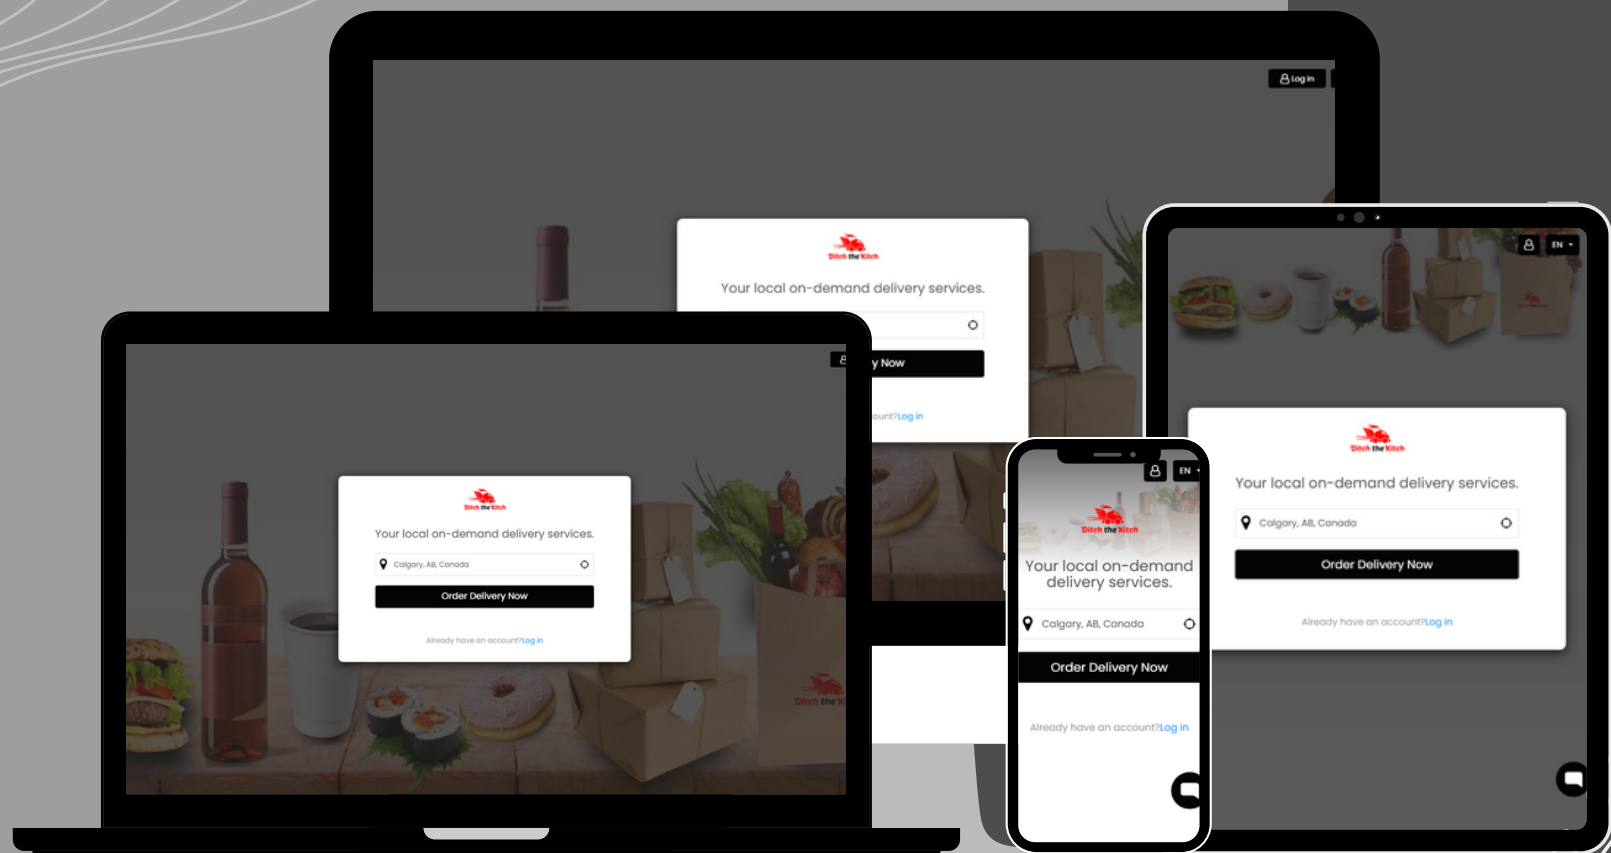 Log in
Ditch the Kitch
Your local on-demand delivery services.
y Now
ount?Log in
Ditch the Kitch
Your local on-demand delivery services.
Calgary, AB, Canada
Order Delivery Now
Already have an account?Log in
Ditch the K
EN
Ditch the Kitch
Your local on-demand
delivery services.
Calgary, AB, Canada
Order Delivery Now
Already have an account?Log in
EN
Ditch the Kitch
Your local on-demand delivery services.
Calgary, AB, Canada
Order Delivery Now
Already have an account?Log in